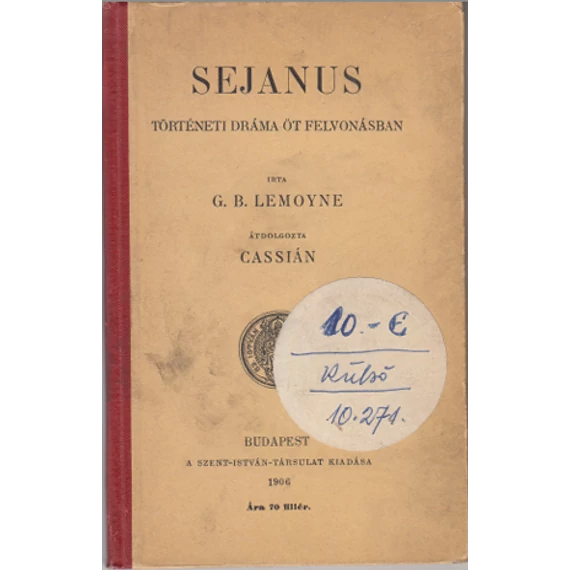 SEJANUS
TÖRTÉNETI DRÁMA ÖT FELVONÁSBAN
IRTA
G. B. LEMOYNE
ÁTDOLGOZTA
CASSIÁN
10.-€
Külső
10.271.
BUDAPEST
A SZENT-ISTVÁN-TÁRSULAT KIADÁSA
1906
Ára 70 fillér.